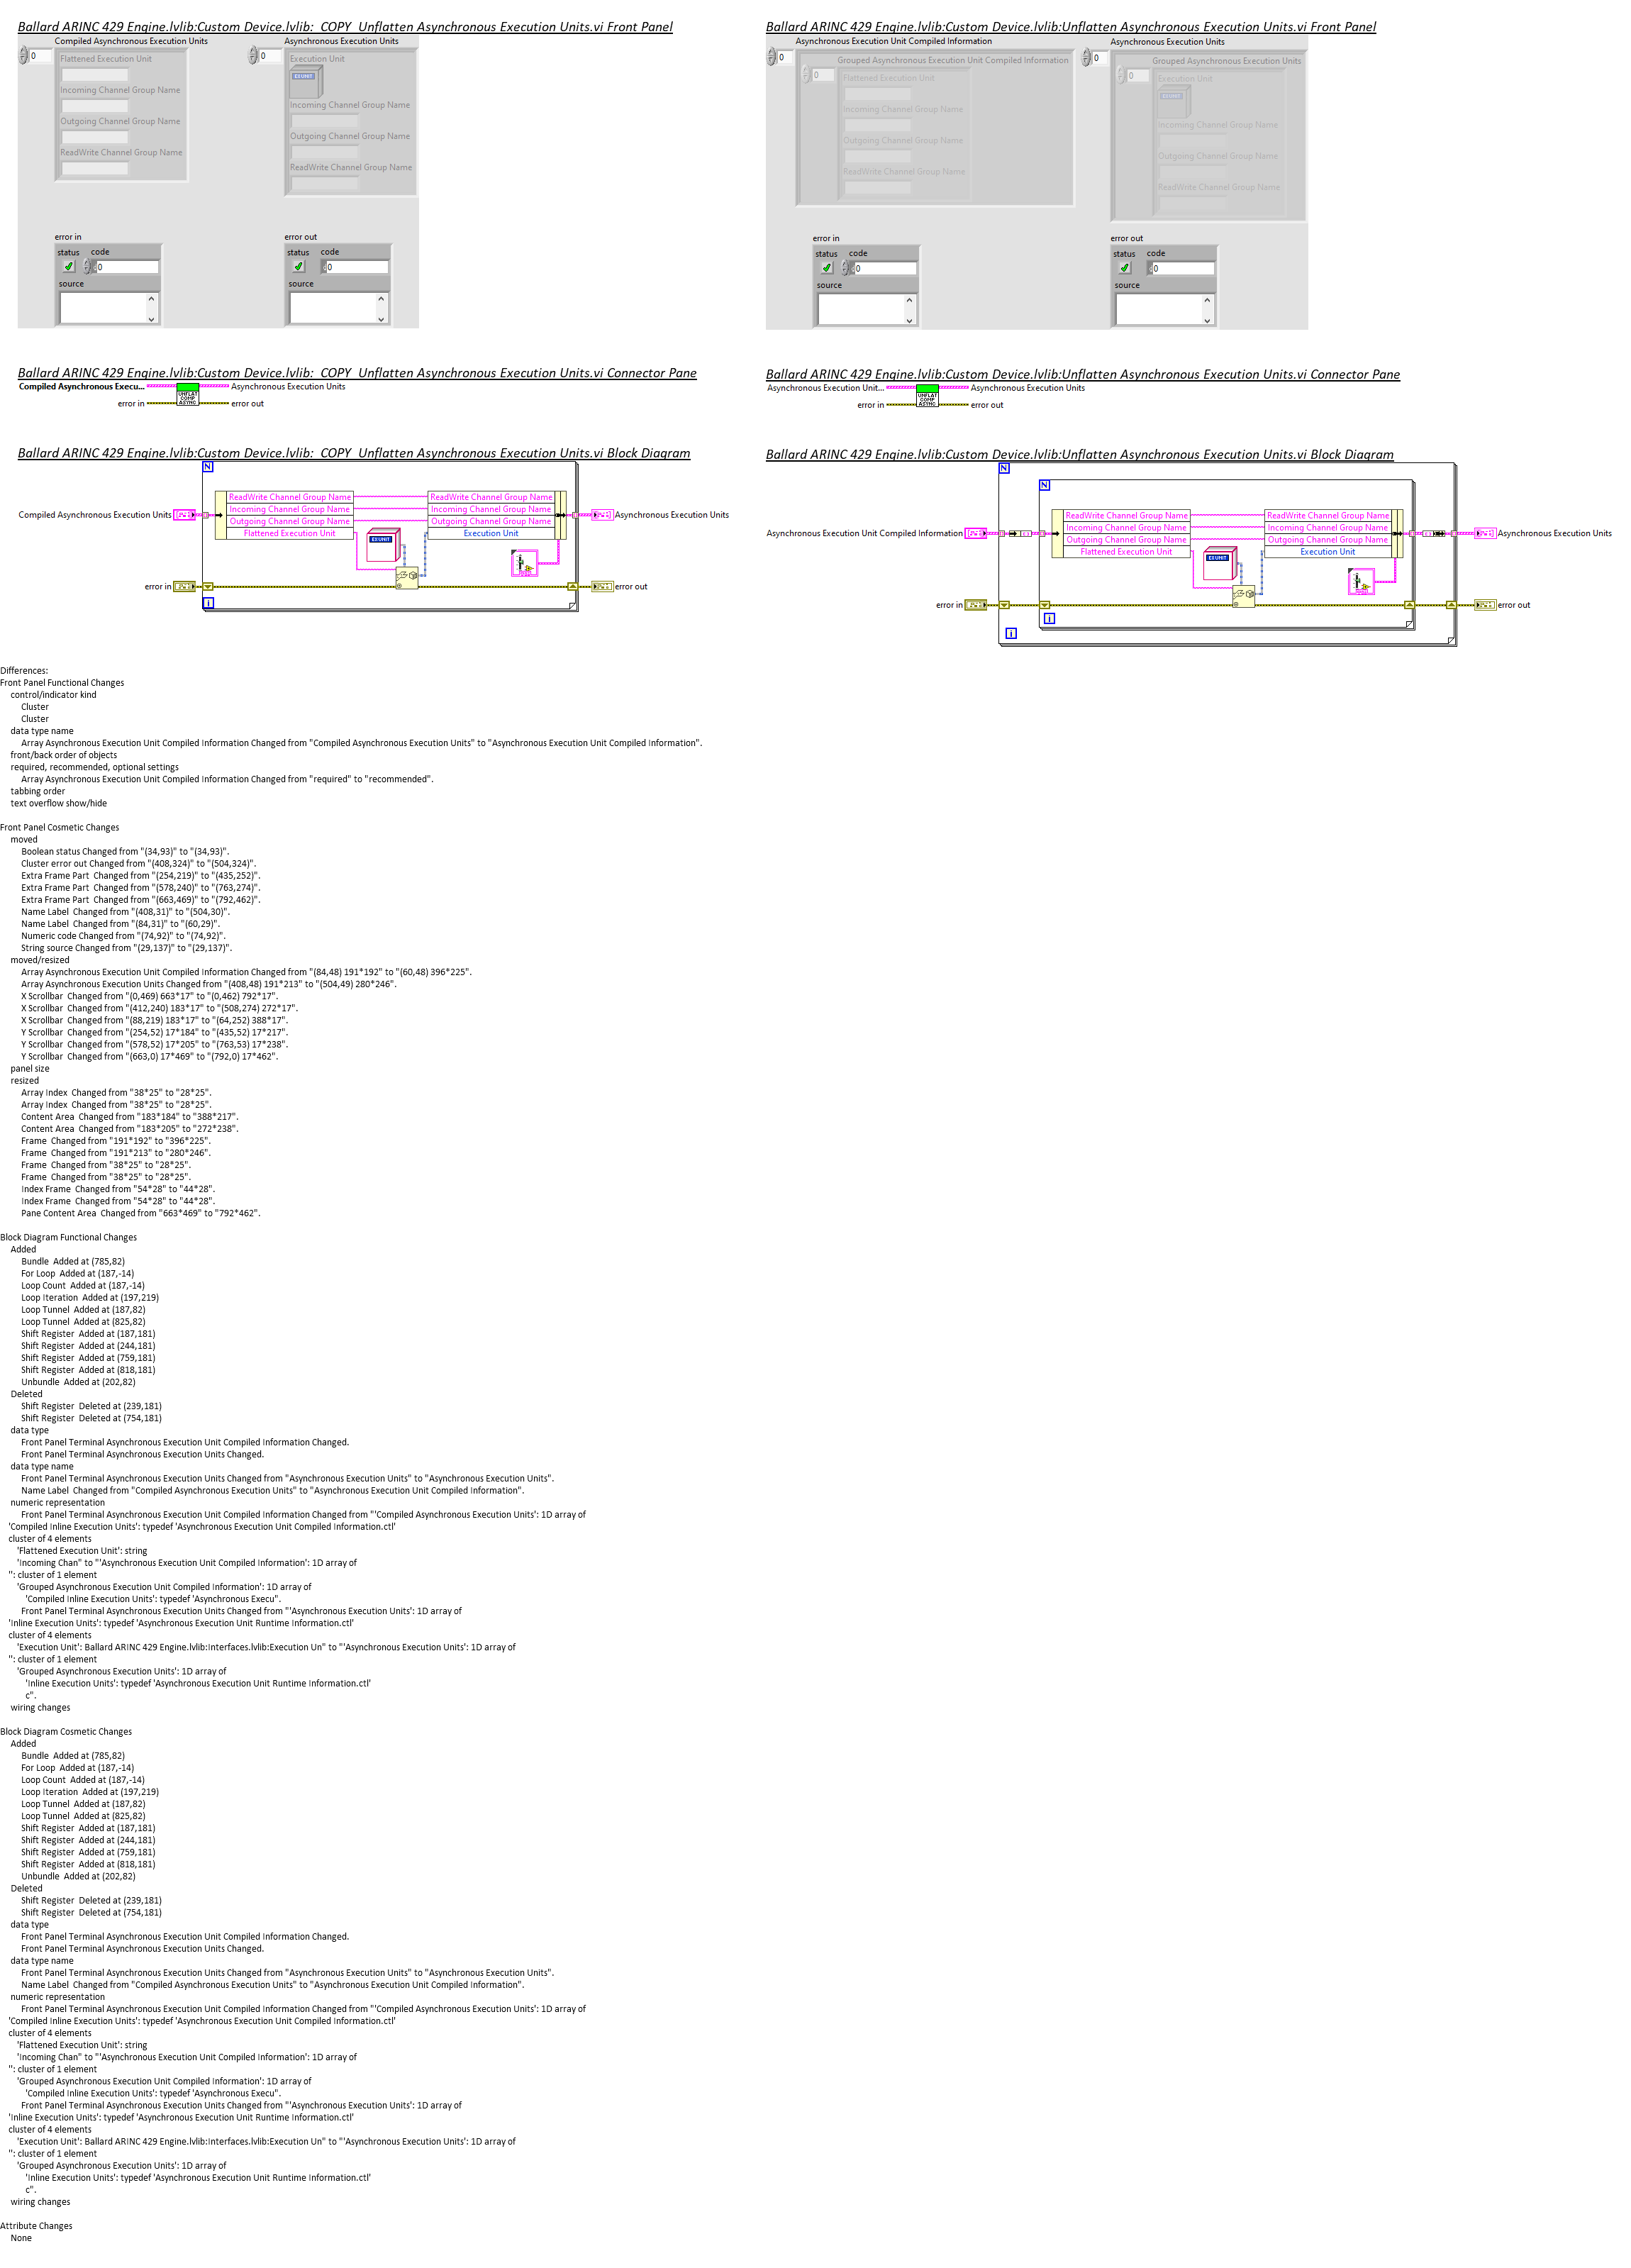 Ballard ARINC 429 Engine.lvlib:Custom Device.lvlib:  COPY  Unflatten Asynchronous Execution Units.vi Front Panel
Compiled Asynchronous Execution Units
Asynchronous Execution Units
0
Flattened Execution Unit
Incoming Channel Group Name
Outgoing Channel Group Name
ReadWrite Channel Group Name
0
Execution Unit
EXUNIT
Incoming Channel Group Name
Outgoing Channel Group Name
ReadWrite Channel Group Name
error in
status
code
0
source
error out
status
code
0
source
Ballard ARINC 429 Engine.lvlib:Custom Device.lvlib:Unflatten Asynchronous Execution Units.vi Front Panel
Asynchronous Execution Unit Compiled Information
Asynchronous Execution Units
0
Grouped Asynchronous Execution Unit Compiled Information
0
Flattened Execution Unit
Incoming Channel Group Name
Outgoing Channel Group Name
ReadWrite Channel Group Name
0
Grouped Asynchronous Execution Units
0
Execution Unit
EXUNIT
Incoming Channel Group Name
Outgoing Channel Group Name
ReadWrite Channel Group Name
error in
status
code
0
source
error out
status
code
0
source
Ballard ARINC 429 Engine.lvlib:Custom Device.lvlib:  COPY  Unflatten Asynchronous Execution Units.vi Connector Pane
Compiled Asynchronous Execu...
Asynchronous Execution Units
UNFLAT
COMP
ASYNC
error in
error out
Ballard ARINC 429 Engine.lvlib:Custom Device.lvlib:Unflatten Asynchronous Execution Units.vi Connector Pane
Asynchronous Execution Unit...
Asynchronous Execution Units
UNFLAT
COMP
ASYNC
error in
error out
Ballard ARINC 429 Engine.lvlib:Custom Device.lvlib:  COPY  Unflatten Asynchronous Execution Units.vi Block Diagram
N
ReadWrite Channel Group Name
Incoming Channel Group Name
Outgoing Channel Group Name
Flattened Execution Unit
ReadWrite Channel Group Name
Incoming Channel Group Name
Outgoing Channel Group Name
Execution Unit
Compiled Asynchronous Execution Units
Asynchronous Execution Units
EXUNIT
error in
error out
i
Ballard ARINC 429 Engine.lvlib:Custom Device.lvlib:Unflatten Asynchronous Execution Units.vi Block Diagram
N
N
ReadWrite Channel Group Name
Incoming Channel Group Name
Outgoing Channel Group Name
Flattened Execution Unit
ReadWrite Channel Group Name
Incoming Channel Group Name
Outgoing Channel Group Name
Execution Unit
Asynchronous Execution Unit Compiled Information
Asynchronous Execution Units
EXUNIT
error in
error out
i
i
Differences:
Front Panel Functional Changes
control/indicator kind
Cluster
Cluster
data type name
Array Asynchronous Execution Unit Compiled Information Changed from "Compiled Asynchronous Execution Units" to "Asynchronous Execution Unit Compiled Information".
front/back order of objects
required, recommended, optional settings
Array Asynchronous Execution Unit Compiled Information Changed from "required" to "recommended".
tabbing order
text overflow show/hide
Front Panel Cosmetic Changes
moved
Boolean status Changed from "(34,93)" to "(34,93)".
Cluster error out Changed from "(408,324)" to "(504,324)".
Extra Frame Part  Changed from "(254,219)" to "(435,252)".
Extra Frame Part  Changed from "(578,240)" to "(763,274)".
Extra Frame Part  Changed from "(663,469)" to "(792,462)".
Name Label  Changed from "(408,31)" to "(504,30)".
Name Label  Changed from "(84,31)" to "(60,29)".
Numeric code Changed from "(74,92)" to "(74,92)".
String source Changed from "(29,137)" to "(29,137)".
moved/resized
Array Asynchronous Execution Unit Compiled Information Changed from "(84,48) 191*192" to "(60,48) 396*225".
Array Asynchronous Execution Units Changed from "(408,48) 191*213" to "(504,49) 280*246".
X Scrollbar  Changed from "(0,469) 663*17" to "(0,462) 792*17".
X Scrollbar  Changed from "(412,240) 183*17" to "(508,274) 272*17".
X Scrollbar  Changed from "(88,219) 183*17" to "(64,252) 388*17".
Y Scrollbar  Changed from "(254,52) 17*184" to "(435,52) 17*217".
Y Scrollbar  Changed from "(578,52) 17*205" to "(763,53) 17*238".
Y Scrollbar  Changed from "(663,0) 17*469" to "(792,0) 17*462".
panel size
resized
Array Index  Changed from "38*25" to "28*25".
Array Index  Changed from "38*25" to "28*25".
Content Area  Changed from "183*184" to "388*217".
Content Area  Changed from "183*205" to "272*238".
Frame  Changed from "191*192" to "396*225".
Frame  Changed from "191*213" to "280*246".
Frame  Changed from "38*25" to "28*25".
Frame  Changed from "38*25" to "28*25".
Index Frame  Changed from "54*28" to "44*28".
Index Frame  Changed from "54*28" to "44*28".
Pane Content Area  Changed from "663*469" to "792*462".
Block Diagram Functional Changes
Added
Bundle  Added at (785,82)
For Loop  Added at (187,-14)
Loop Count  Added at (187,-14)
Loop Iteration  Added at (197,219)
Loop Tunnel  Added at (187,82)
Loop Tunnel  Added at (825,82)
Shift Register  Added at (187,181)
Shift Register  Added at (244,181)
Shift Register  Added at (759,181)
Shift Register  Added at (818,181)
Unbundle  Added at (202,82)
Deleted
Shift Register  Deleted at (239,181)
Shift Register  Deleted at (754,181)
data type
Front Panel Terminal Asynchronous Execution Unit Compiled Information Changed.
Front Panel Terminal Asynchronous Execution Units Changed.
data type name
Front Panel Terminal Asynchronous Execution Units Changed from "Asynchronous Execution Units" to "Asynchronous Execution Units".
Name Label  Changed from "Compiled Asynchronous Execution Units" to "Asynchronous Execution Unit Compiled Information".
numeric representation
Front Panel Terminal Asynchronous Execution Unit Compiled Information Changed from "'Compiled Asynchronous Execution Units': 1D array of
'Compiled Inline Execution Units': typedef 'Asynchronous Execution Unit Compiled Information.ctl'
cluster of 4 elements
'Flattened Execution Unit': string
'Incoming Chan" to "'Asynchronous Execution Unit Compiled Information': 1D array of
'': cluster of 1 element
'Grouped Asynchronous Execution Unit Compiled Information': 1D array of
'Compiled Inline Execution Units': typedef 'Asynchronous Execu".
Front Panel Terminal Asynchronous Execution Units Changed from "'Asynchronous Execution Units': 1D array of
'Inline Execution Units': typedef 'Asynchronous Execution Unit Runtime Information.ctl'
cluster of 4 elements
'Execution Unit': Ballard ARINC 429 Engine.lvlib:Interfaces.lvlib:Execution Un" to "'Asynchronous Execution Units': 1D array of
'': cluster of 1 element
'Grouped Asynchronous Execution Units': 1D array of
'Inline Execution Units': typedef 'Asynchronous Execution Unit Runtime Information.ctl'
c".
wiring changes
Block Diagram Cosmetic Changes
Added
Bundle  Added at (785,82)
For Loop  Added at (187,-14)
Loop Count  Added at (187,-14)
Loop Iteration  Added at (197,219)
Loop Tunnel  Added at (187,82)
Loop Tunnel  Added at (825,82)
Shift Register  Added at (187,181)
Shift Register  Added at (244,181)
Shift Register  Added at (759,181)
Shift Register  Added at (818,181)
Unbundle  Added at (202,82)
Deleted
Shift Register  Deleted at (239,181)
Shift Register  Deleted at (754,181)
data type
Front Panel Terminal Asynchronous Execution Unit Compiled Information Changed.
Front Panel Terminal Asynchronous Execution Units Changed.
data type name
Front Panel Terminal Asynchronous Execution Units Changed from "Asynchronous Execution Units" to "Asynchronous Execution Units".
Name Label  Changed from "Compiled Asynchronous Execution Units" to "Asynchronous Execution Unit Compiled Information".
numeric representation
Front Panel Terminal Asynchronous Execution Unit Compiled Information Changed from "'Compiled Asynchronous Execution Units': 1D array of
'Compiled Inline Execution Units': typedef 'Asynchronous Execution Unit Compiled Information.ctl'
cluster of 4 elements
'Flattened Execution Unit': string
'Incoming Chan" to "'Asynchronous Execution Unit Compiled Information': 1D array of
'': cluster of 1 element
'Grouped Asynchronous Execution Unit Compiled Information': 1D array of
'Compiled Inline Execution Units': typedef 'Asynchronous Execu".
Front Panel Terminal Asynchronous Execution Units Changed from "'Asynchronous Execution Units': 1D array of
'Inline Execution Units': typedef 'Asynchronous Execution Unit Runtime Information.ctl'
cluster of 4 elements
'Execution Unit': Ballard ARINC 429 Engine.lvlib:Interfaces.lvlib:Execution Un" to "'Asynchronous Execution Units': 1D array of
'': cluster of 1 element
'Grouped Asynchronous Execution Units': 1D array of
'Inline Execution Units': typedef 'Asynchronous Execution Unit Runtime Information.ctl'
c".
wiring changes
Attribute Changes
None